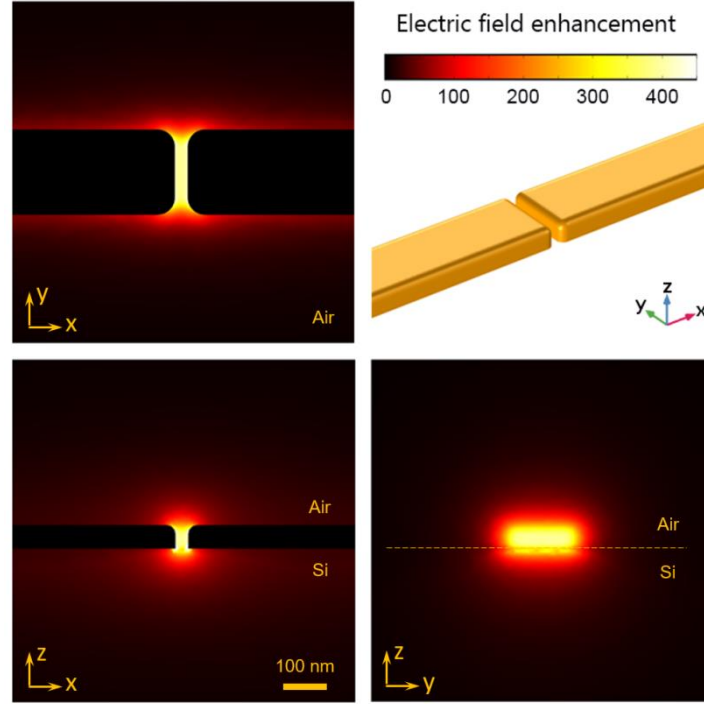 Electric field enhancement
0 100 200 300 400
y
x
Air
z
y
x
Air
Si
z
x
100 nm
Air
Si
z
y